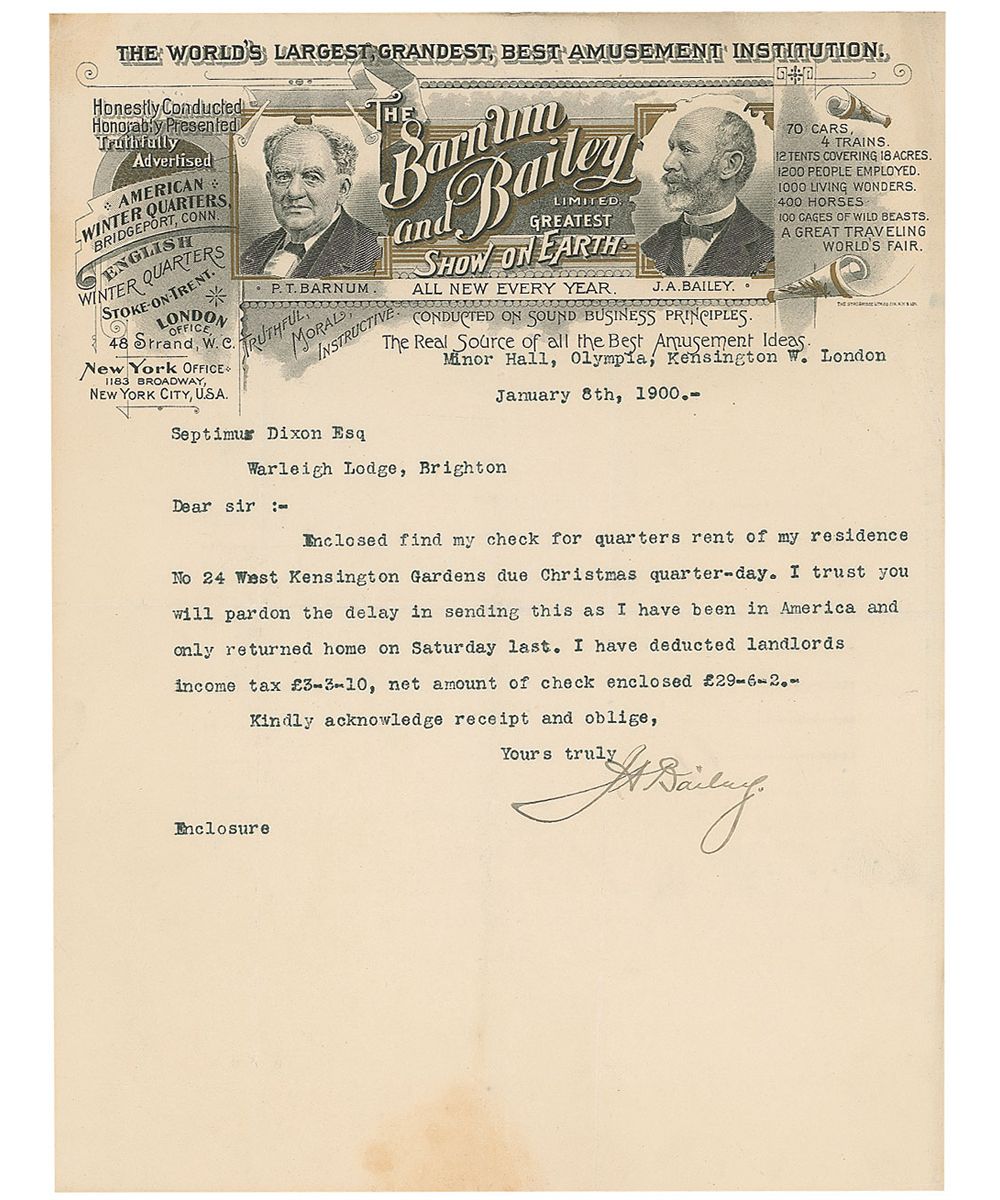 THE WORLD'S LARGEST, GRANDEST, BEST AMUSEMENT INSTITUTION.
Honestly Conducted
Honorably Presented
Truthfully
Advertised
AMERICAN
WINTER QUARTERS,
BRIDGEPORT, CONN.
ENGLISH
WINTER QUARTERS
STOKE-ON-TRENT.
LONDON
OFFICE,
48 Strand, W.C.
New York OFFICE
1183 BROADWAY,
NEW YORK CITY, U.S.A.
THE
Barnum
and Bailey
LIMITED.
GREATEST
SHOW ON EARTH
P.T. BARNUM. ALL NEW EVERY YEAR. J.A. BAILEY.
TRUTHFUL,
MORAL,
INSTRUCTIVE.
CONDUCTED ON SOUND BUSINESS PRINCIPLES.
The Real Source of all the Best Amusement Ideas.
70 CARS,
4 TRAINS.
12 TENTS COVERING 18 ACRES.
1200 PEOPLE EMPLOYED.
1000 LIVING WONDERS.
400 HORSES
100 CAGES OF WILD BEASTS.
A GREAT TRAVELING
WORLD'S FAIR.
Minor Hall, Olympia, Kensington W. London
January 8th, 1900.-
Septimus Dixon Esq
Warleigh Lodge, Brighton
Dear sir :-
Enclosed find my check for quarters rent of my residence
No 24 West Kensington Gardens due Christmas quarter-day. I trust you
will pardon the delay in sending this as I have been in America and
only returned home on Saturday last. I have deducted landlords
income tax £3-3-10, net amount of check enclosed £29-6-2.-
Kindly acknowledge receipt and oblige,
Yours truly
JA Bailey.
Enclosure